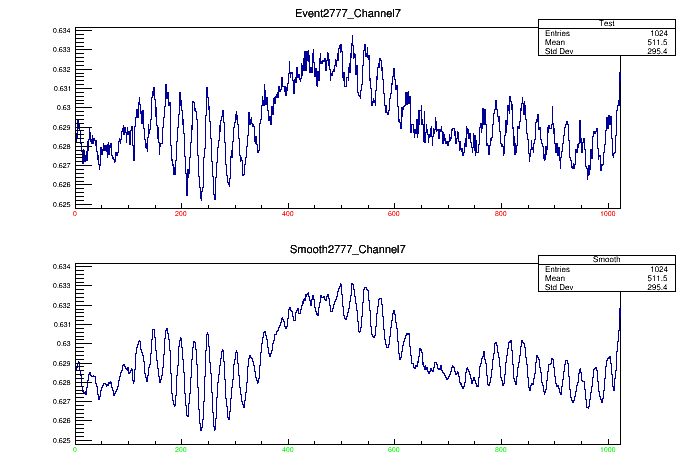 Event2777_Channel7
Test
Entries 1024
Mean 511.5
Std Dev 295.4
0.634
0.633
0.632
0.631
0.63
0.629
0.628
0.627
0.626
0.625
0 200 400 600 800 1000
Smooth2777_Channel7
Smooth
Entries 1024
Mean 511.5
Std Dev 295.4
0.634
0.633
0.632
0.631
0.63
0.629
0.628
0.627
0.626
0.625
0 200 400 600 800 1000